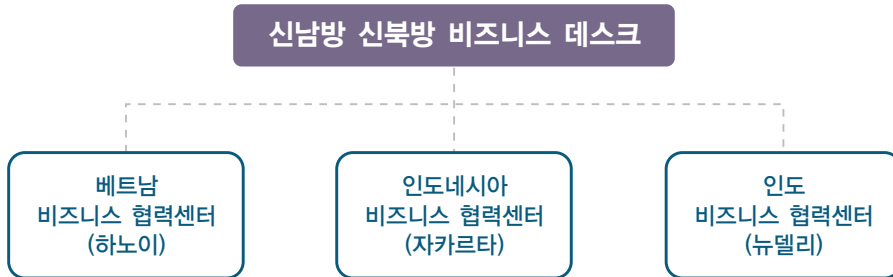 신남방 신북방 비즈니스 데스크
베트남
비즈니스 협력센터
(하노이)
인도네시아
비즈니스 협력센터
(자카르타)
인도
비즈니스 협력센터
(뉴델리)